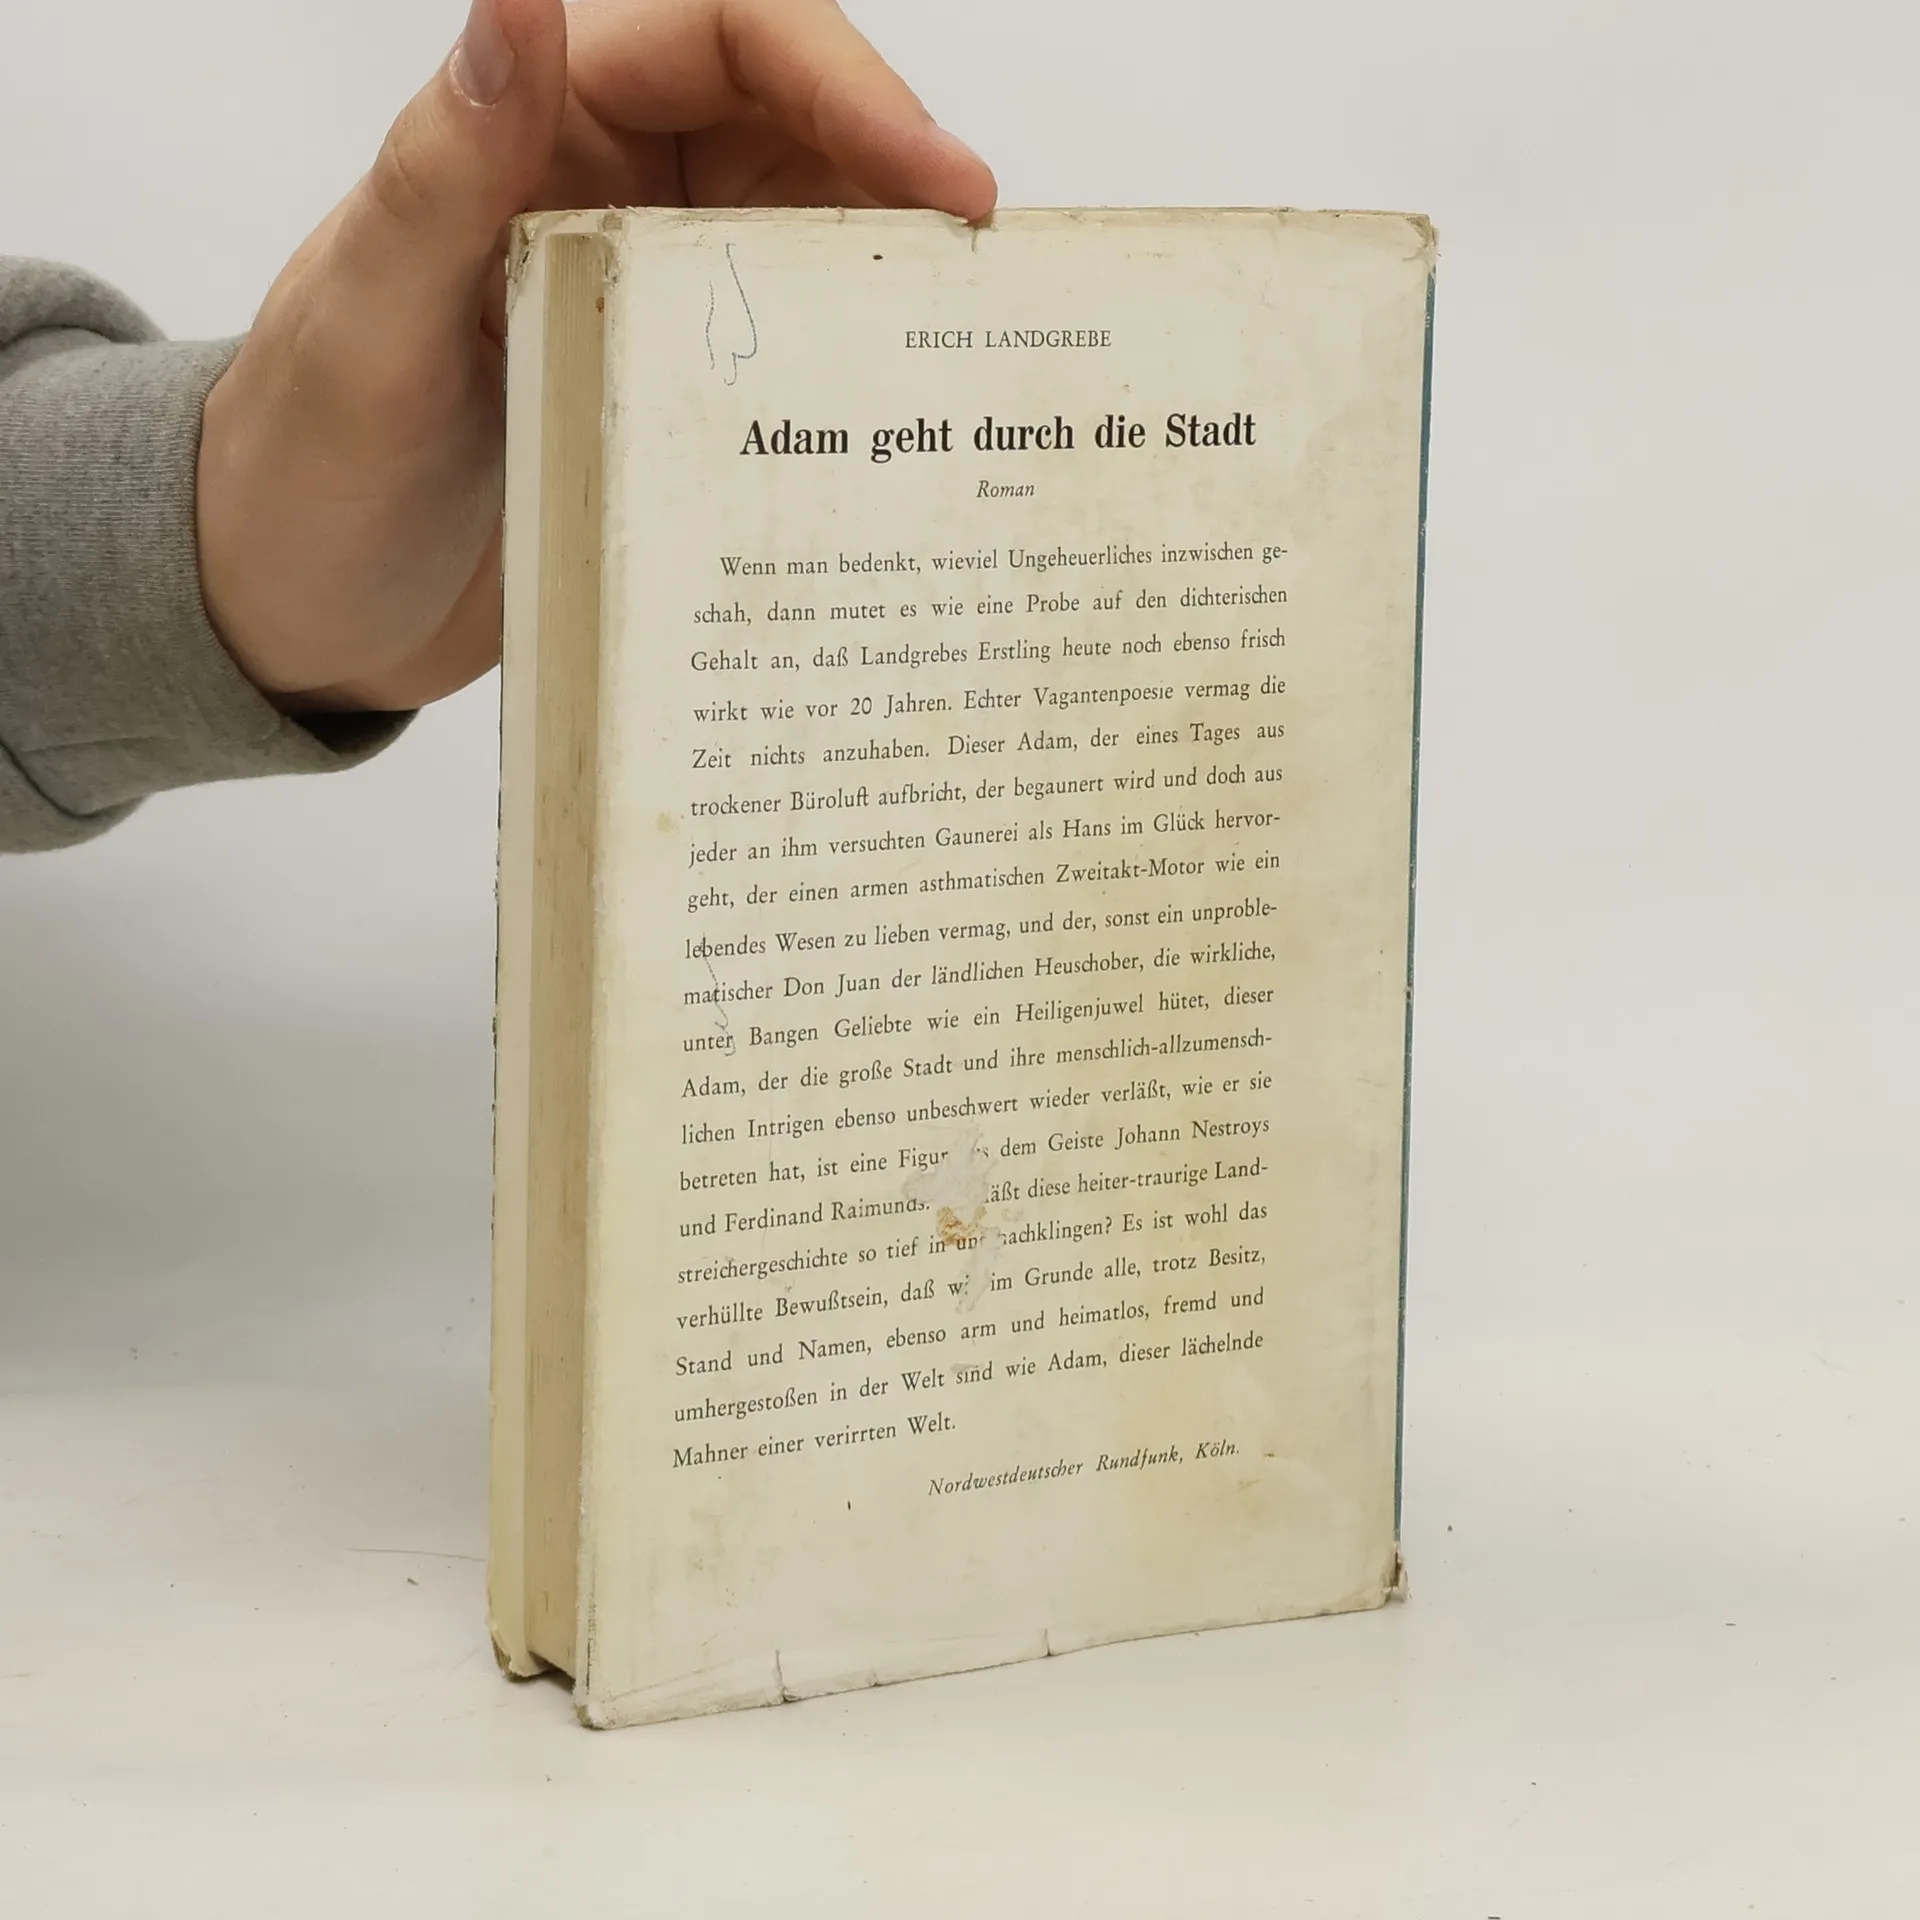 ERICH LANDGREBE
Adam geht durch die Stadt
Roman
Wenn man bedenkt, wieviel Ungeheuerliches inzwischen ge-
schah, dann mutet es wie eine Probe auf den dichterischen
Gehalt an, daß Landgrebes Erstling heute noch ebenso frisch
wirkt wie vor 20 Jahren. Echter Vagantenpoesie vermag die
Zeit nichts anzuhaben. Dieser Adam, der eines Tages aus
trockener Büroluft aufbricht, der begaunert wird und doch aus
jeder an ihm versuchten Gaunerei als Hans im Glück hervor-
geht, der einen armen asthmatischen Zweitakt-Motor wie ein
lebendes Wesen zu lieben vermag, und der, sonst ein unproble-
matischer Don Juan der ländlichen Heuschober, die wirkliche,
unter Bangen Geliebte wie ein Heiligenjuwel hütet, dieser
Adam, der die große Stadt und ihre menschlich-allzumensch-
lichen Intrigen ebenso unbeschwert wieder verläßt, wie er sie
betreten hat, ist eine Figur dem Geiste Johann Nestroys
und Ferdinand Raimunds. läßt diese heiter-traurige Land-
streichergeschichte so tief in uns nachklingen? Es ist wohl das
verhüllte Bewußtsein, daß wir im Grunde alle, trotz Besitz,
Stand und Namen, ebenso arm und heimatlos, fremd und
umhergestoßen in der Welt sind wie Adam, dieser lächelnde
Mahner einer verirrten Welt.
Nordwestdeutscher Rundfunk, Köln.